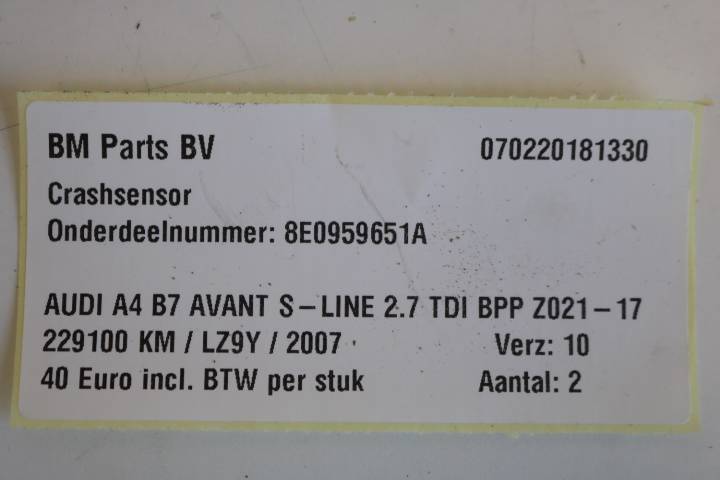 BM Parts BV 070220181330
Crashsensor
Onderdeelnummer: 8E0959651A
AUDI A4 B7 AVANT S-LINE 2.7 TDI BPP Z021-17
229100 KM / LZ9Y / 2007 Verz: 10
40 Euro incl. BTW per stuk Aantal: 2